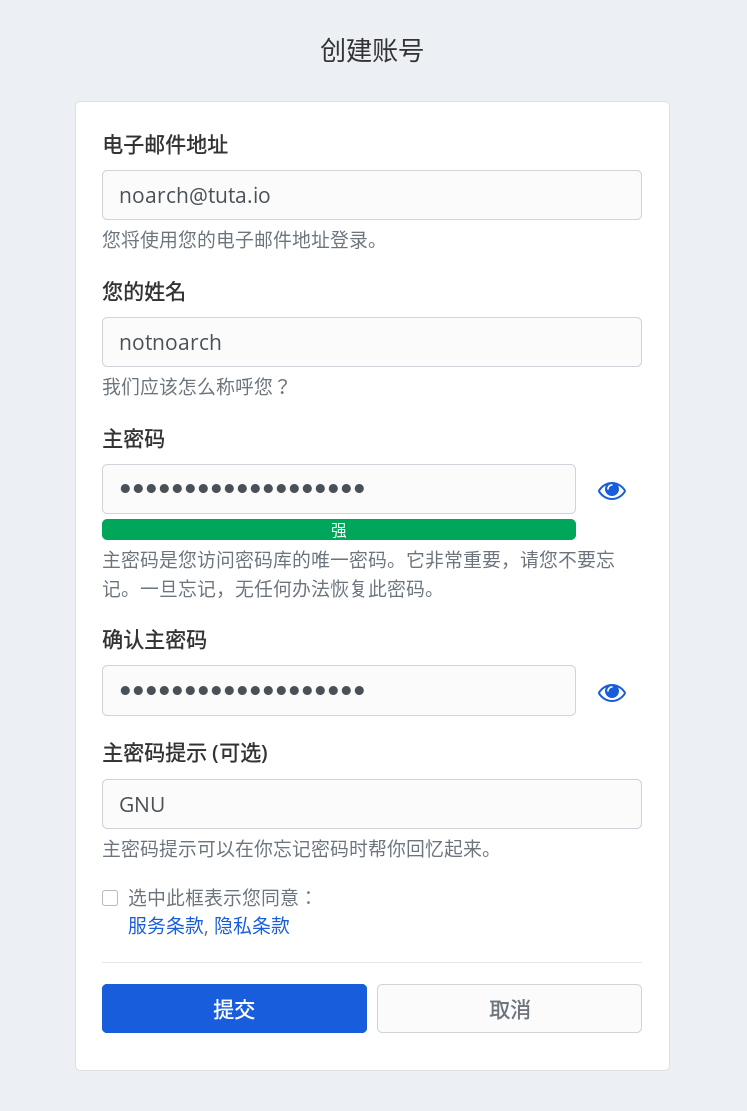 创建账号
电子邮件地址
noarch@tuta.io
您将使用您的电子邮件地址登录。
您的姓名
notnoarch
我们应该怎么称呼您？
主密码
●●●●●●●●●●●●●●●●●●●
强
主密码是您访问密码库的唯一密码。它非常重要，请您不要忘
记。一旦忘记，无任何办法恢复此密码。
确认主密码
●●●●●●●●●●●●●●●●●●●
主密码提示 (可选)
GNU
主密码提示可以在你忘记密码时帮你回忆起来。
选中此框表示您同意：
服务条款, 隐私条款
提交 取消